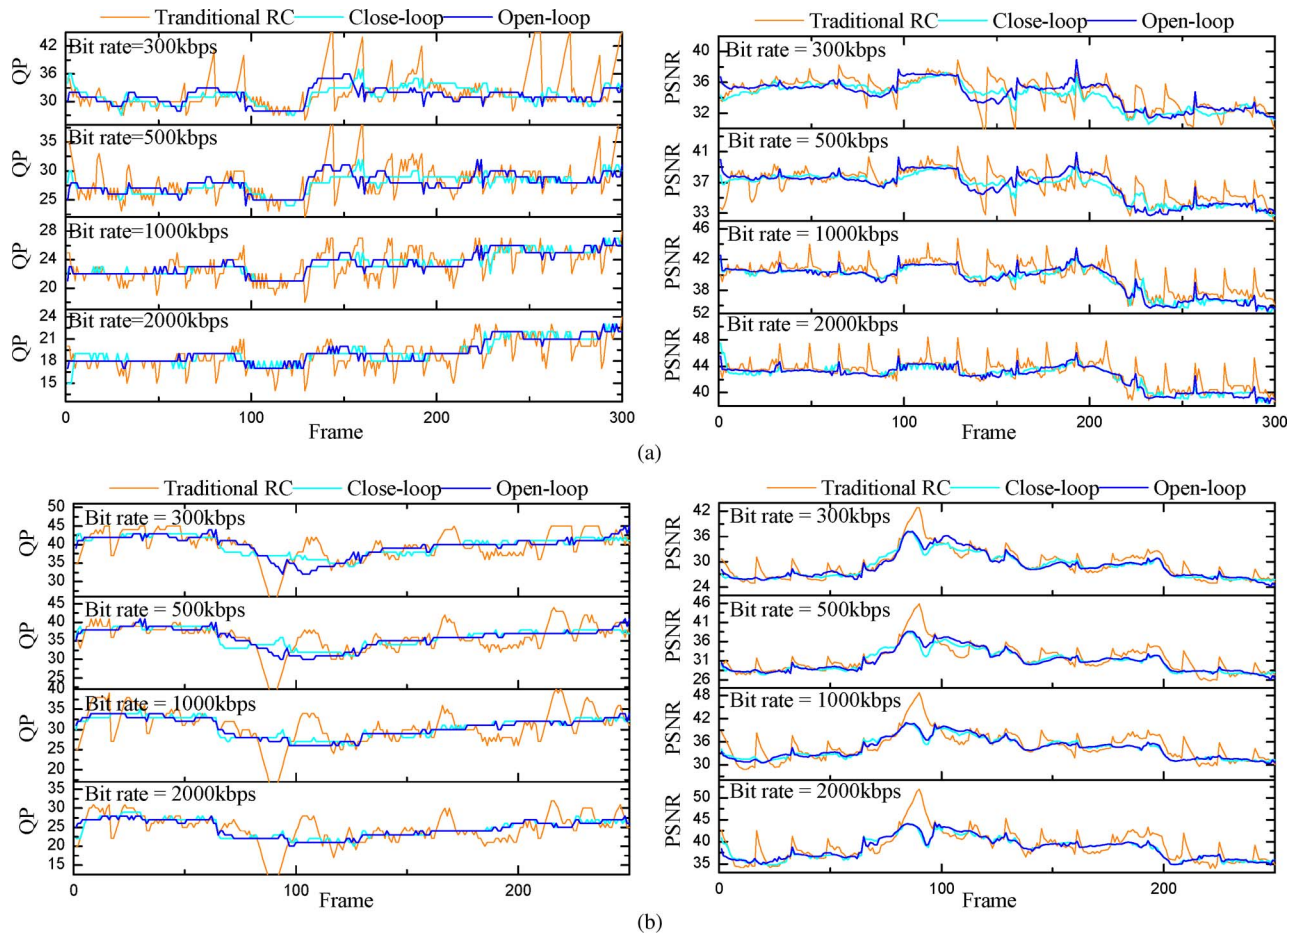 Tranditional RC Close-loop Open-loop
QP
Bit rate=300kbps
42
36
30
QP
Bit rate=500kbps
35
30
25
QP
Bit rate=1000kbps
28
24
20
QP
Bit rate=2000kbps
24
21
18
15
0 100 200 300
Frame
Traditional RC Close-loop Open-loop
PSNR
Bit rate = 300kbps
40
36
32
PSNR
Bit rate = 500kbps
41
37
33
PSNR
Bit rate = 1000kbps
46
42
39
36
52
PSNR
Bit rate = 2000kbps
48
44
40
0 100 200 300
Frame
(a)
Traditional RC Close-loop Open-loop
QP
Bit rate = 300kbps
50
45
40
35
30
QP
Bit rate = 500kbps
45
40
35
30
25
40
QP
Bit rate = 1000kbps
35
30
25
20
QP
Bit rate = 2000kbps
35
30
25
20
15
0 100 200
Frame
Traditional RC Close-loop Open-loop
PSNR
Bit rate = 300kbps
42
36
30
24
PSNR
Bit rate = 500kbps
46
41
36
31
26
PSNR
Bit rate = 1000kbps
48
42
36
30
PSNR
Bit rate = 2000kbps
50
45
40
35
0 100 200
Frame
(b)